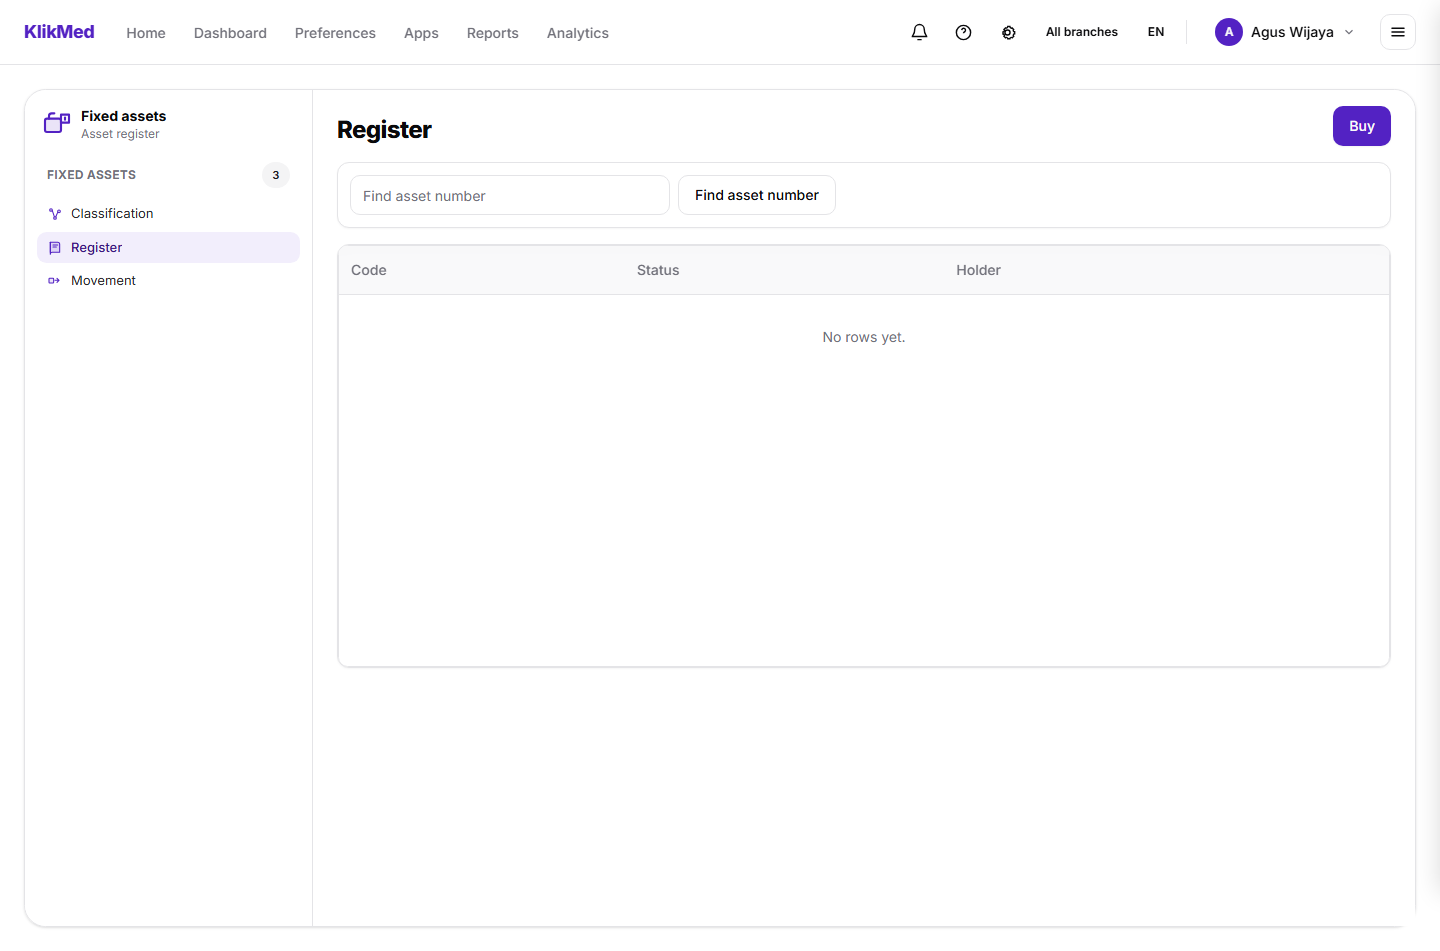 KlikMed
Home Dashboard Preferences Apps Reports Analytics
All branches EN A Agus Wijaya
Fixed assets
Asset register
FIXED ASSETS 3
Classification
Register
Movement
Register
Buy
Find asset number Find asset number
Code Status Holder
No rows yet.